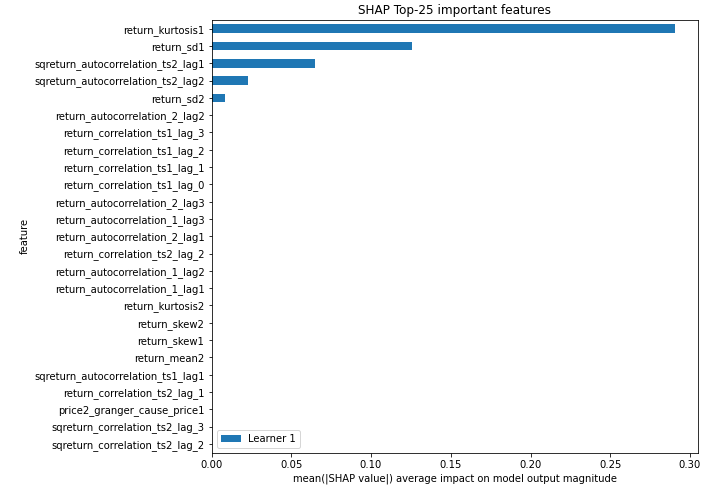 SHAP Top-25 important features
return_kurtosis1
return_sd1
sqreturn_autocorrelation_ts2_lag1
sqreturn_autocorrelation_ts2_lag2
return_sd2
return_autocorrelation_2_lag2
return_correlation_ts1_lag_3
return_correlation_ts1_lag_2
return_correlation_ts1_lag_1
return_correlation_ts1_lag_0
return_autocorrelation_2_lag3
return_autocorrelation_1_lag3
return_autocorrelation_2_lag1
return_correlation_ts2_lag_2
return_autocorrelation_1_lag2
return_autocorrelation_1_lag1
return_kurtosis2
return_skew2
return_skew1
return_mean2
sqreturn_autocorrelation_ts1_lag1
return_correlation_ts2_lag_1
price2_granger_cause_price1
sqreturn_correlation_ts2_lag_3
sqreturn_correlation_ts2_lag_2
feature
Learner 1
0.00 0.05 0.10 0.15 0.20 0.25 0.30
mean(|SHAP value|) average impact on model output magnitude